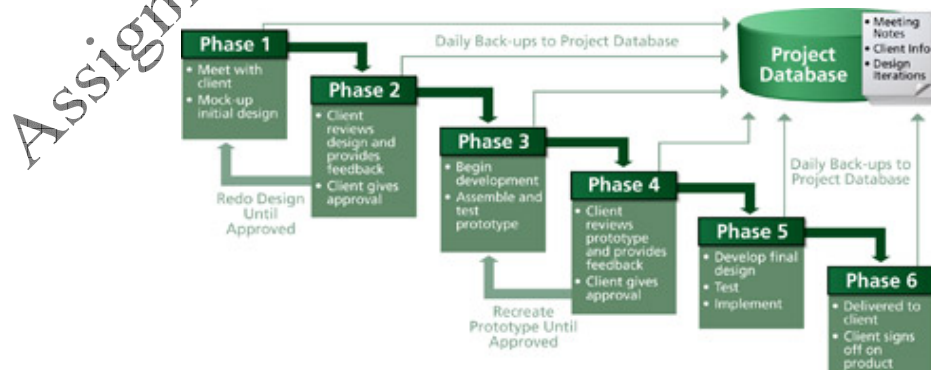 Phase 1
• Meet with
client
• Mock-up
initial design
Daily Back-ups to Project Database
Project
Database
• Meeting
Notes
• Client Info
• Design
Iterations
Phase 2
• Client
reviews
design and
provides
feedback
• Client gives
approval
Redo Design
Until
Approved
Phase 3
• Begin
development
• Assemble and
test
prototype
Phase 4
• Client
reviews
prototype
and provides
feedback
• Client gives
approval
Recreate
Prototype Until
Approved
Daily Back-ups to
Project Database
Phase 5
• Develop final
design
• Test
• Implement
Phase 6
• Delivered to
client
• Client signs
off on
product